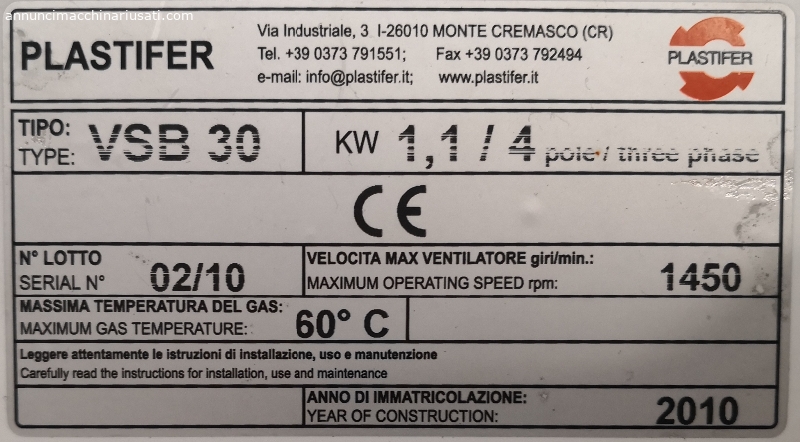 annuncimacchinariusati.com
PLASTIFER
Via Industriale, 3 I-26010 MONTE CREMASCO (CR)
Tel. +39 0373 791551; Fax +39 0373 792494
e-mail: info@plastifer.it; www.plastifer.it
PLASTIFER
TIPO:
TYPE: VSB 30
KW 1,1 / 4 pole / three phase
CE
N° LOTTO
SERIAL N° 02/10
VELOCITA MAX VENTILATORE giri/min.:
MAXIMUM OPERATING SPEED rpm: 1450
MASSIMA TEMPERATURA DEL GAS:
MAXIMUM GAS TEMPERATURE: 60° C
Leggere attentamente le istruzioni di installazione, uso e manutenzione
Carefully read the instructions for installation, use and maintenance
ANNO DI IMMATRICOLAZIONE:
YEAR OF CONSTRUCTION: 2010